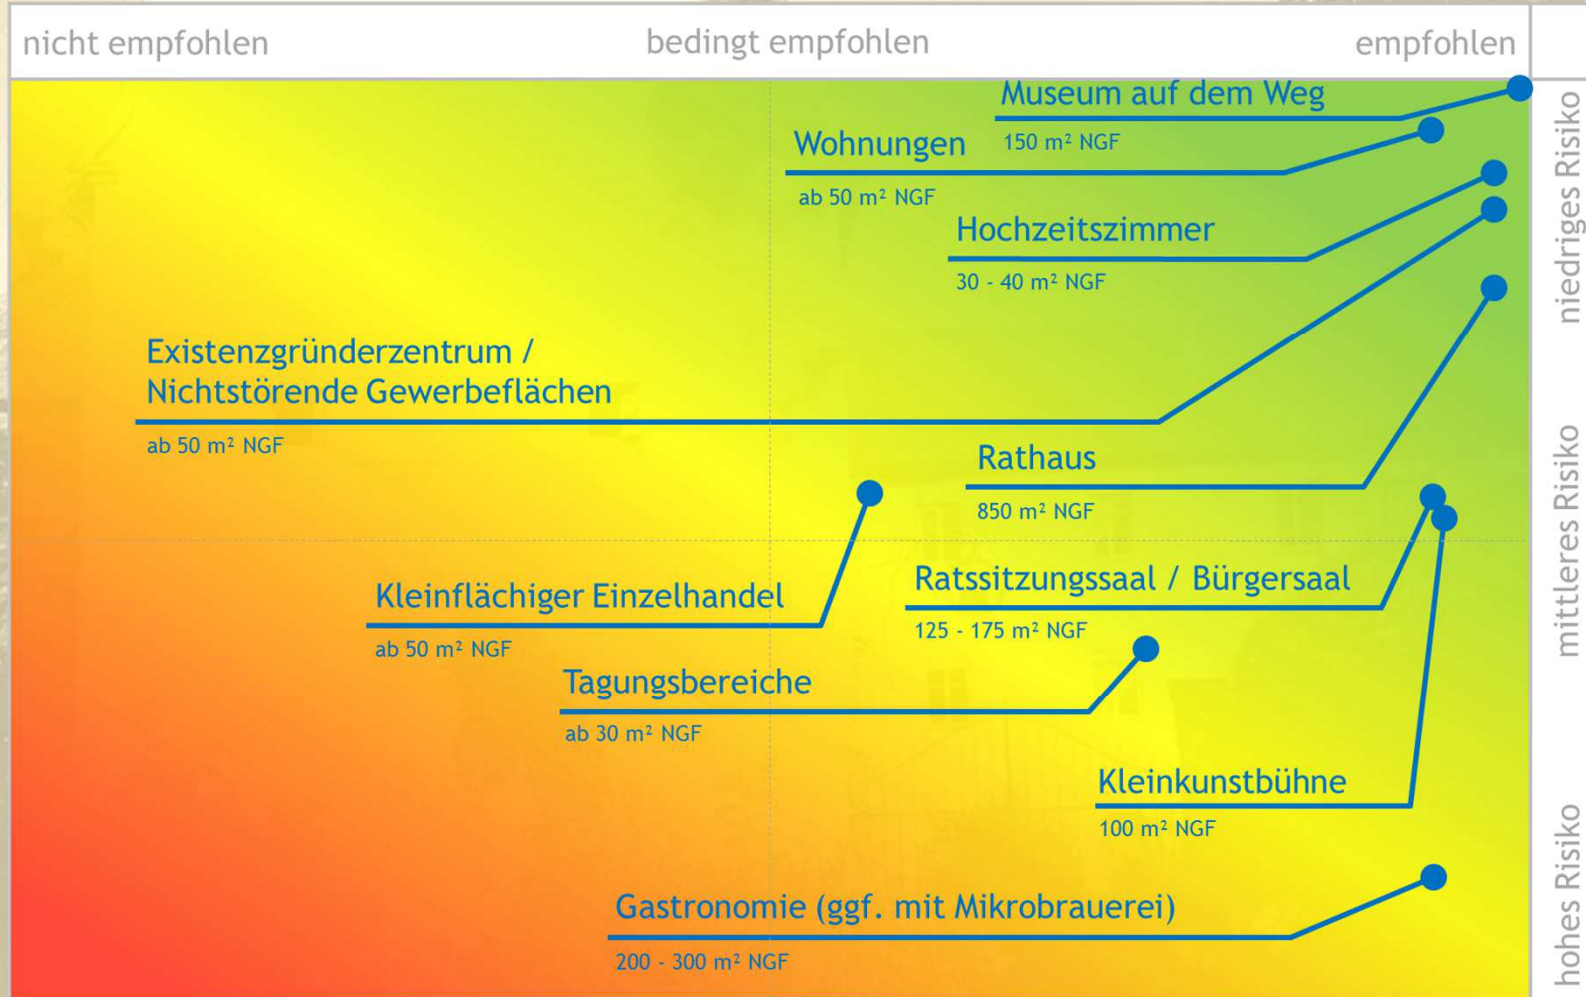 nicht empfohlen
bedingt empfohlen
empfohlen
Museum auf dem Weg
150 m² NGF
Wohnungen
ab 50 m² NGF
Hochzeitszimmer
30 - 40 m² NGF
Existenzgründerzentrum /
Nichtstörende Gewerbeflächen
ab 50 m² NGF
Rathaus
850 m² NGF
Kleinflächiger Einzelhandel
ab 50 m² NGF
Ratssitzungssaal / Bürgersaal
125 - 175 m² NGF
Tagungsbereiche
ab 30 m² NGF
Kleinkunstbühne
100 m² NGF
Gastronomie (ggf. mit Mikrobrauerei)
200 - 300 m² NGF
niedriges Risiko
mittleres Risiko
hohes Risiko